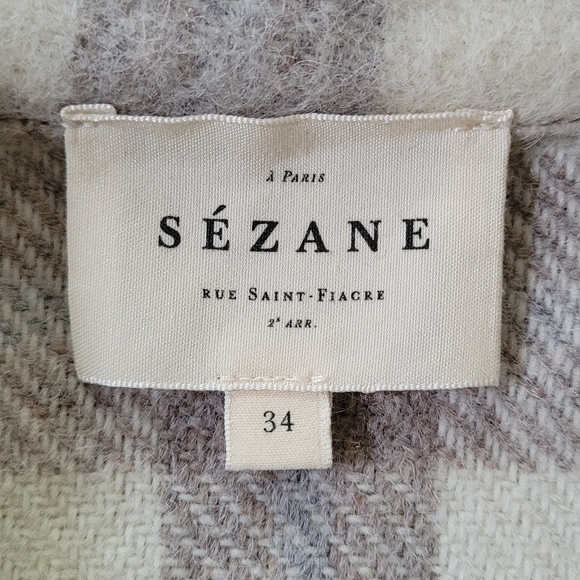 À PARIS
SÉZANE
RUE SAINT-FIACRE
2ᵉ ARR.
34